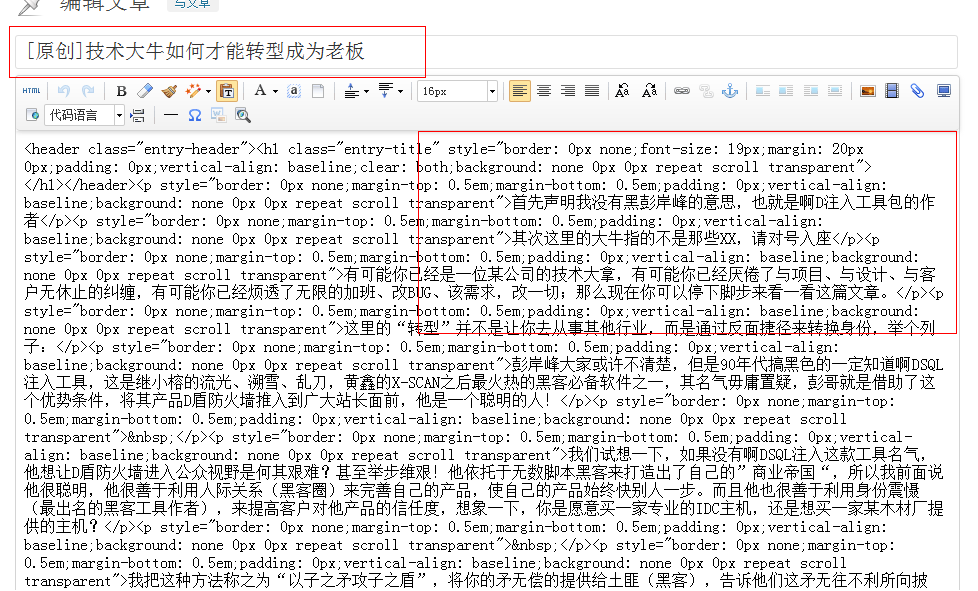 编辑文章 写文章
[原创]技术大牛如何才能转型成为老板
HTML B A a 16px
代码语言 Ω
<header class="entry-header"><h1 class="entry-title" style="border: 0px none;font-size: 19px;margin: 20px
0px;padding: 0px;vertical-align: baseline;clear: both;background: none 0px 0px repeat scroll transparent">
</h1></header><p style="border: 0px none;margin-top: 0.5em;margin-bottom: 0.5em;padding: 0px;vertical-align:
baseline;background: none 0px 0px repeat scroll transparent">首先声明我没有黑彭岸峰的意思，也就是啊D注入工具包的作
者</p><p style="border: 0px none;margin-top: 0.5em;margin-bottom: 0.5em;padding: 0px;vertical-align:
baseline;background: none 0px 0px repeat scroll transparent">其次这里的大牛指的不是那些XX，请对号入座</p><p
style="border: 0px none;margin-top: 0.5em;margin-bottom: 0.5em;padding: 0px;vertical-align: baseline;background:
none 0px 0px repeat scroll transparent">有可能你已经是一位某公司的技术大拿，有可能你已经厌倦了与项目、与设计、与客
户无休止的纠缠，有可能你已经烦透了无限的加班、改BUG、该需求，改一切；那么现在你可以停下脚步来看一看这篇文章。</p><p
style="border: 0px none;margin-top: 0.5em;margin-bottom: 0.5em;padding: 0px;vertical-align: baseline;background:
none 0px 0px repeat scroll transparent">这里的“转型”并不是让你去从事其他行业，而是通过反面捷径来转换身份，举个列
子：</p><p style="border: 0px none;margin-top: 0.5em;margin-bottom: 0.5em;padding: 0px;vertical-align:
baseline;background: none 0px 0px repeat scroll transparent">彭岸峰大家或许不清楚，但是90年代搞黑色的一定知道啊DSQL
注入工具，这是继小榕的流光、溯雪、乱刀，黄鑫的X-SCAN之后最火热的黑客必备软件之一，其名气毋庸置疑，彭哥就是借助了这
个优势条件，将其产品D盾防火墙推入到广大站长面前，他是一个聪明的人！</p><p style="border: 0px none;margin-top:
0.5em;margin-bottom: 0.5em;padding: 0px;vertical-align: baseline;background: none 0px 0px repeat scroll
transparent">&nbsp;</p><p style="border: 0px none;margin-top: 0.5em;margin-bottom: 0.5em;padding: 0px;vertical-
align: baseline;background: none 0px 0px repeat scroll transparent">我们试想一下，如果没有啊DSQL注入这款工具名气，
他想让D盾防火墙进入公众视野是何其艰难？甚至举步维艰！他依托于无数脚本黑客来打造出了自己的”商业帝国“，所以我前面说
他很聪明，他很善于利用人际关系（黑客圈）来完善自己的产品，使自己的产品始终快别人一步。而且他也很善于利用身份震慑
（最出名的黑客工具作者），来提高客户对他产品的信任度，想象一下，你是愿意买一家专业的IDC主机，还是想买一家某木材厂提
供的主机？</p><p style="border: 0px none;margin-top: 0.5em;margin-bottom: 0.5em;padding: 0px;vertical-align:
baseline;background: none 0px 0px repeat scroll transparent">&nbsp;</p><p style="border: 0px none;margin-top:
0.5em;margin-bottom: 0.5em;padding: 0px;vertical-align: baseline;background: none 0px 0px repeat scroll
transparent">我把这种方法称之为“以子之矛攻子之盾”，将你的矛无偿的提供给土匪（黑客），告诉他们这矛无往不利所向披